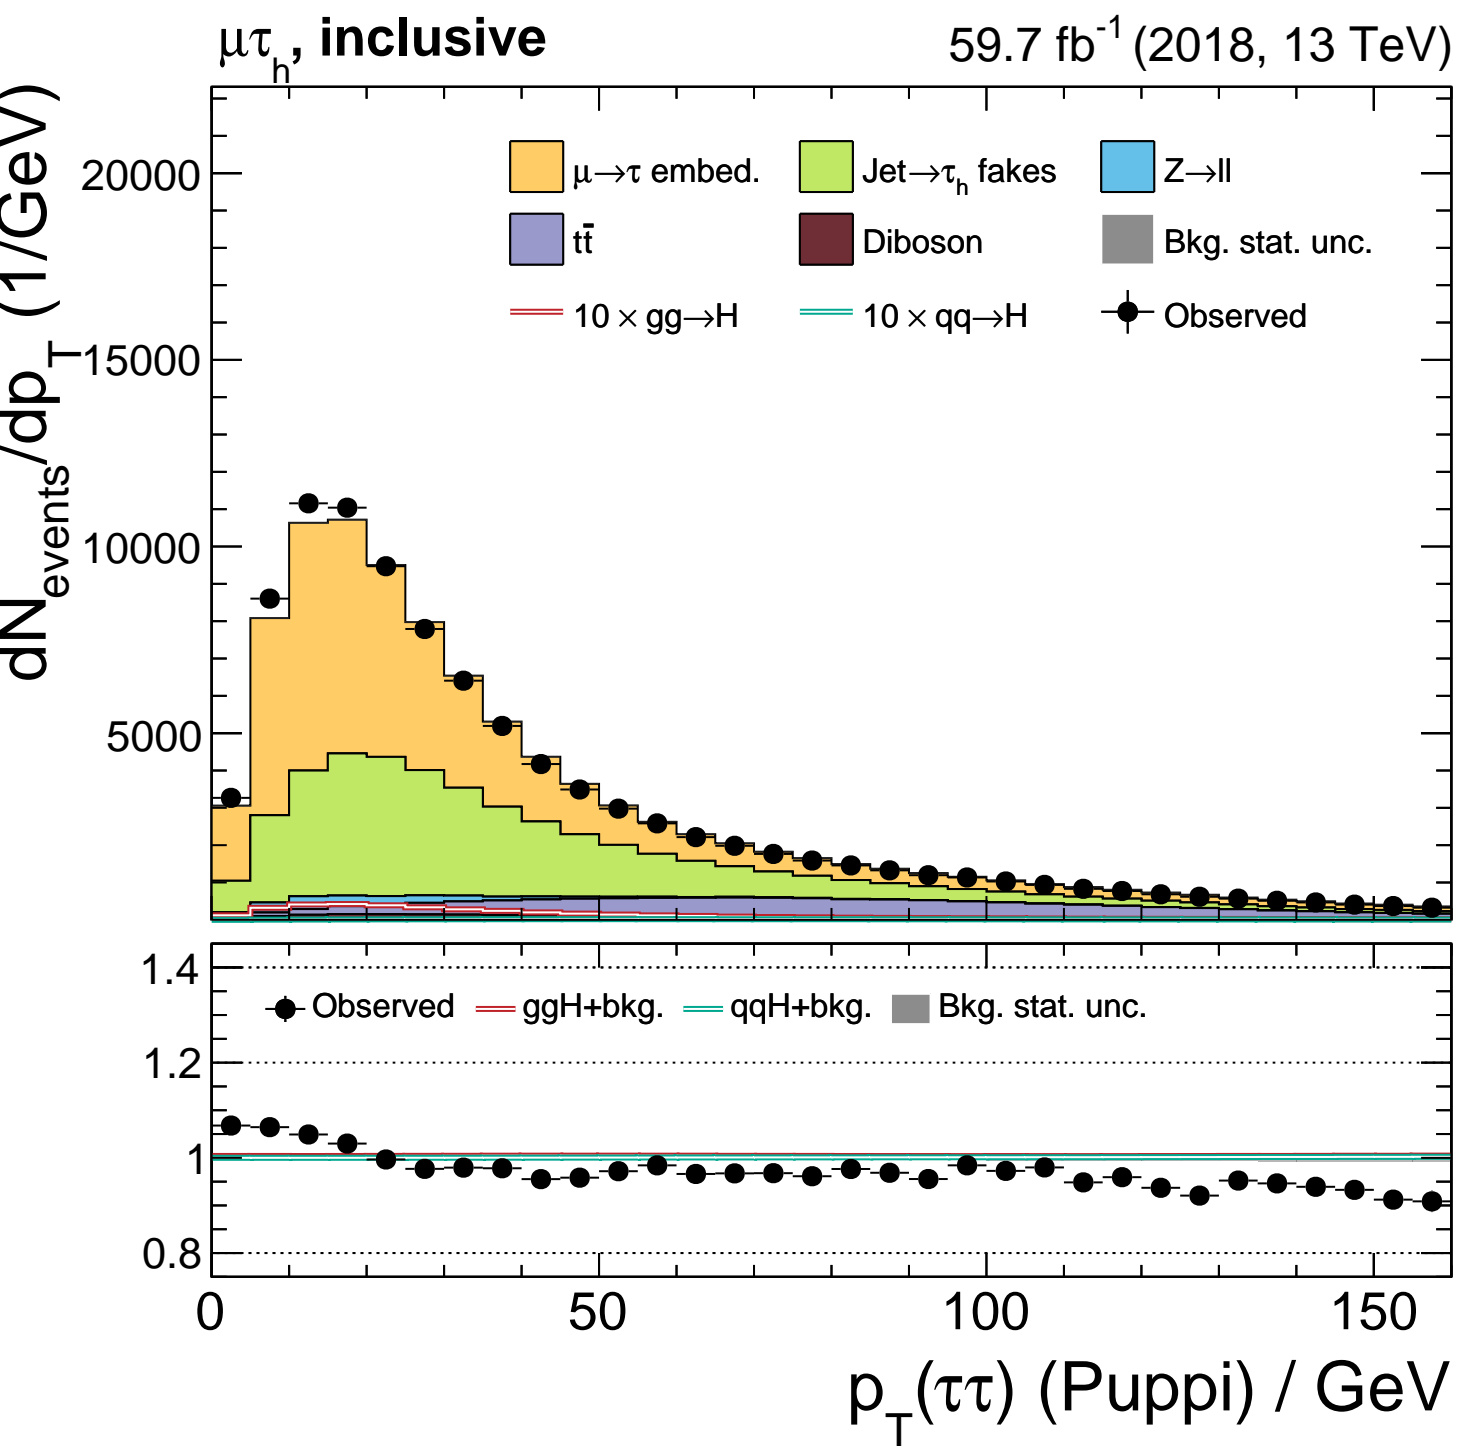 μτh, inclusive
59.7 fb-1 (2018, 13 TeV)
dNevents/dpT (1/GeV)
20000
15000
10000
5000
μ→τ embed.
Jet→τh fakes
Z→ll
tt̄
Diboson
Bkg. stat. unc.
10 × gg→H
10 × qq→H
Observed
1.4
1.2
1
0.8
Observed
ggH+bkg.
qqH+bkg.
Bkg. stat. unc.
0
50
100
150
pT(ττ) (Puppi) / GeV